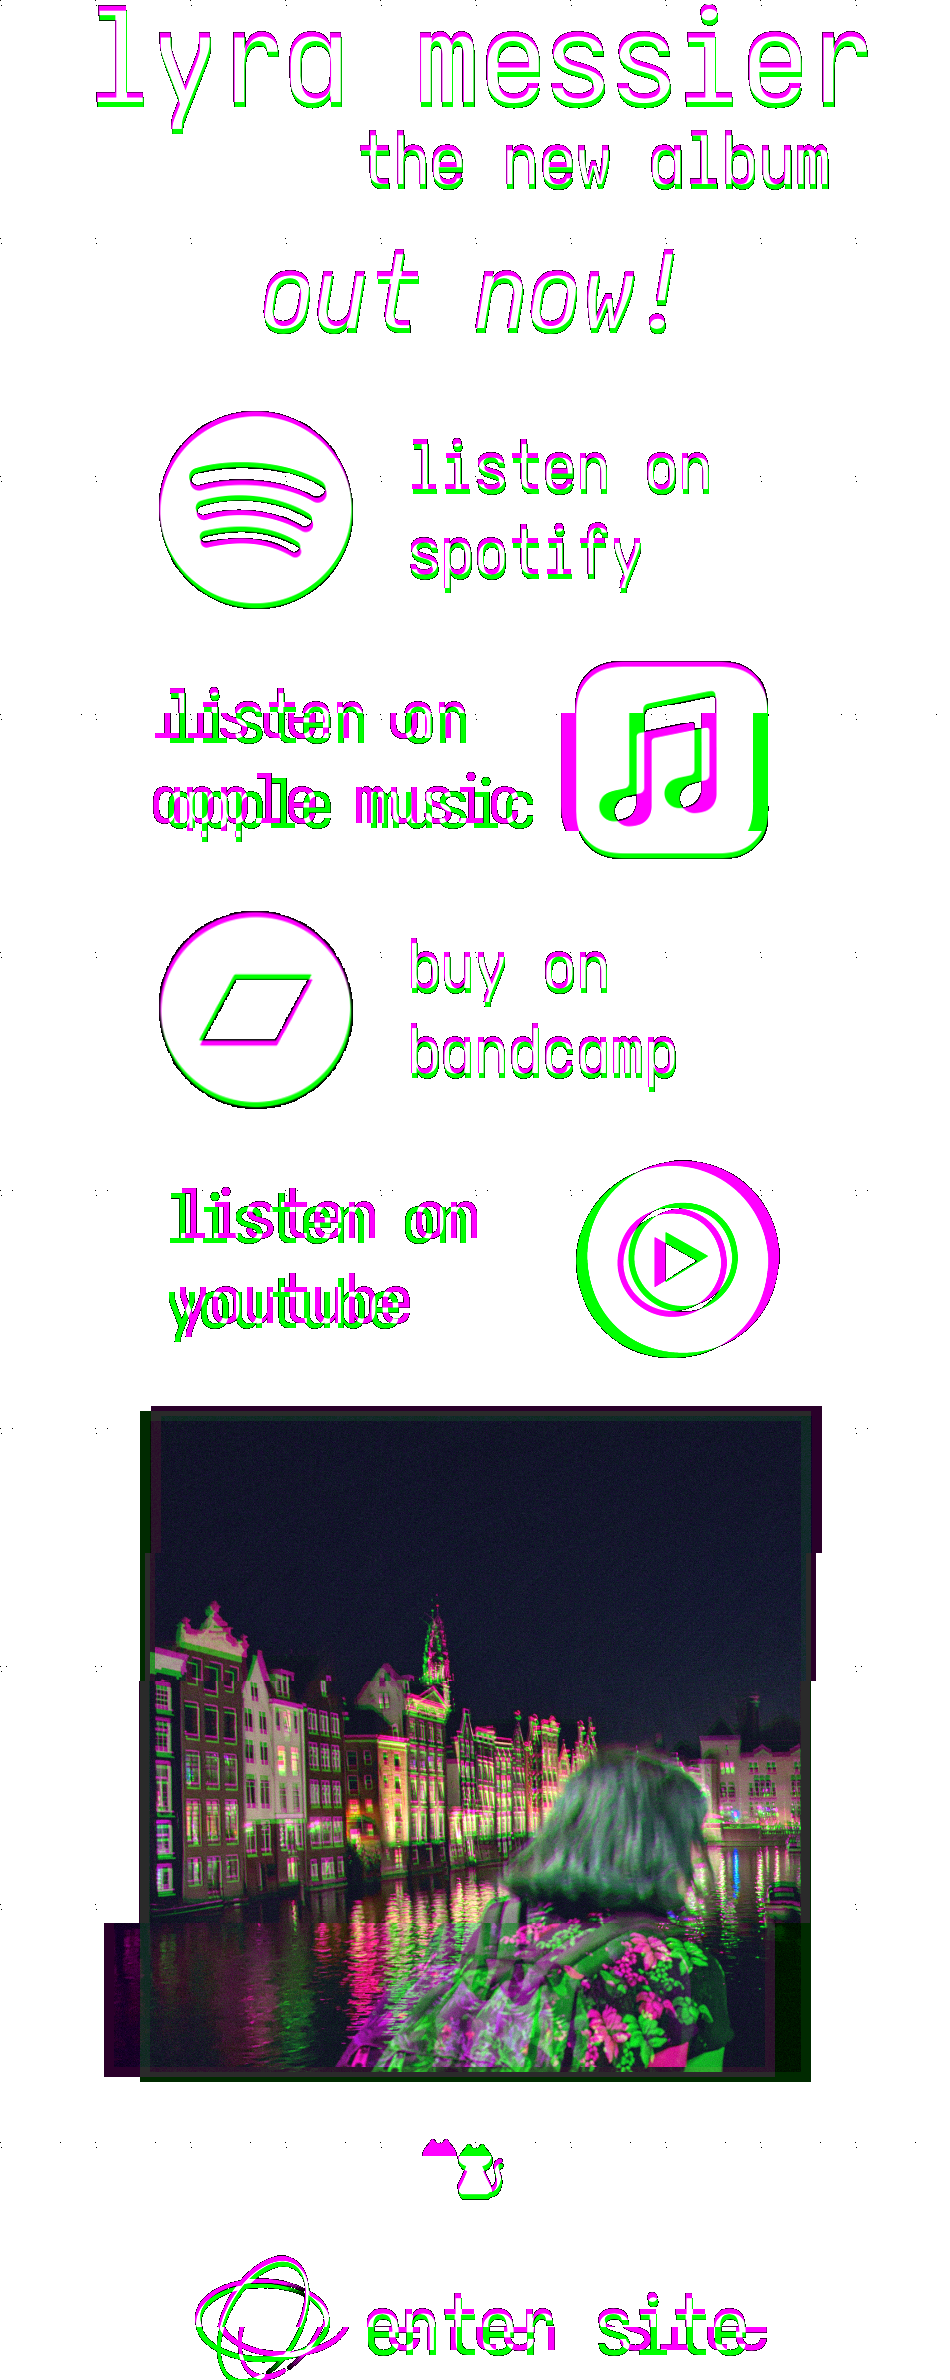 lyra messier
the new album
out now!
listen on
spotify
listen on
apple music
buy on
bandcamp
listen on
youtube
enter site